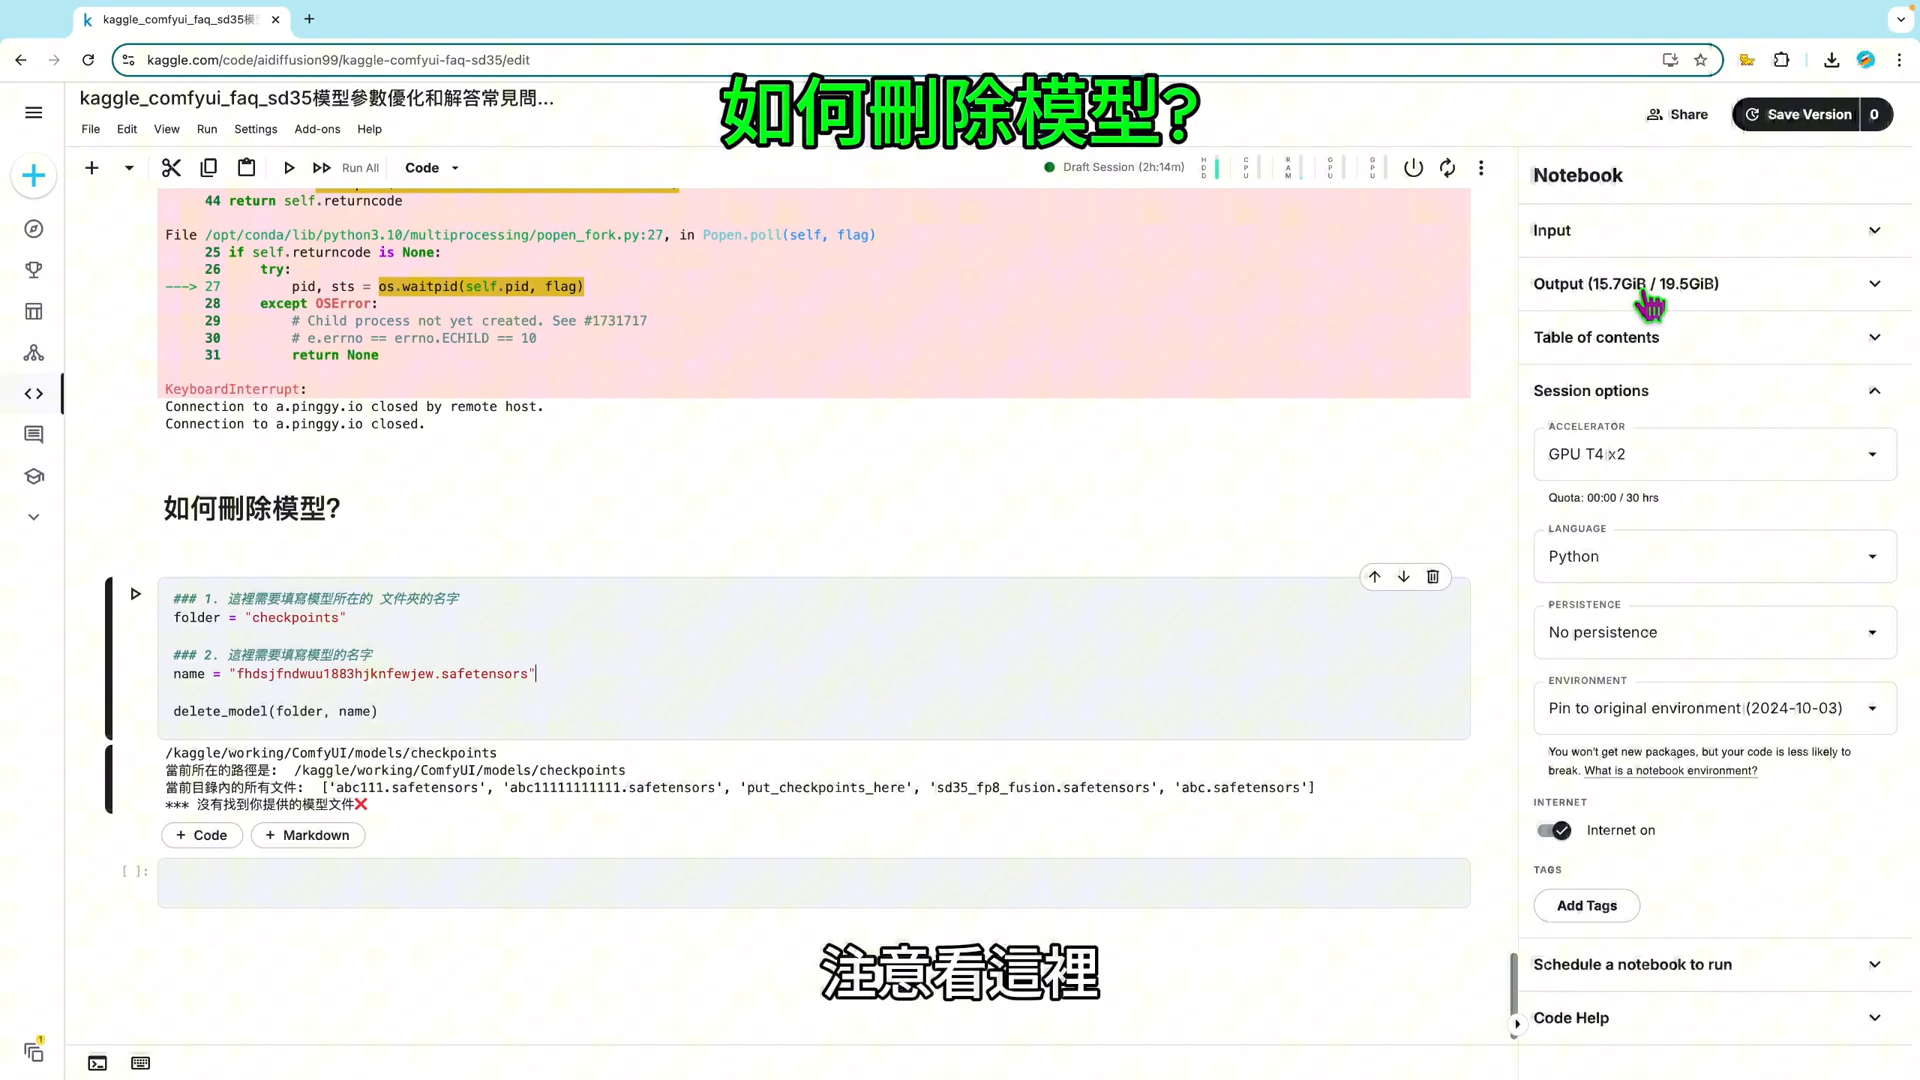 kaggle_comfyui_faq_sd35模
kaggle.com/code/aidiffusion99/kaggle-comfyui-faq-sd35/edit
kaggle_comfyui_faq_sd35模型參數優化和解答常見問...
如何刪除模型?
Share
Save Version
0
File Edit View Run Settings Add-ons Help
Run All
Code
Draft Session (2h:14m)
HDD CPU RAM GPU GPU
44 return self.returncode
File /opt/conda/lib/python3.10/multiprocessing/popen_fork.py:27, in Popen.poll(self, flag)
25 if self.returncode is None:
26 try:
---> 27 pid, sts = os.waitpid(self.pid, flag)
28 except OSError:
29 # Child process not yet created. See #1731717
30 # e.errno == errno.ECHILD == 10
31 return None
KeyboardInterrupt:
Connection to a.pinggy.io closed by remote host.
Connection to a.pinggy.io closed.
如何刪除模型?
### 1. 這裡需要填寫模型所在的 文件夾的名字
folder = "checkpoints"
### 2. 這裡需要填寫模型的名字
name = "fhdsjfndwuu1883hjknfewjew.safetensors"
delete_model(folder, name)
/kaggle/working/ComfyUI/models/checkpoints
當前所在的路徑是: /kaggle/working/ComfyUI/models/checkpoints
當前目錄內的所有文件: ['abc111.safetensors', 'abc11111111111.safetensors', 'put_checkpoints_here', 'sd35_fp8_fusion.safetensors', 'abc.safetensors']
*** 沒有找到你提供的模型文件❌
+ Code
+ Markdown
[ ]:
注意看這裡
Notebook
Input
Output (15.7GiB / 19.5GiB)
Table of contents
Session options
ACCELERATOR
GPU T4 x2
Quota: 00:00 / 30 hrs
LANGUAGE
Python
PERSISTENCE
No persistence
ENVIRONMENT
Pin to original environment (2024-10-03)
You won't get new packages, but your code is less likely to
break. What is a notebook environment?
INTERNET
Internet on
TAGS
Add Tags
Schedule a notebook to run
Code Help
1